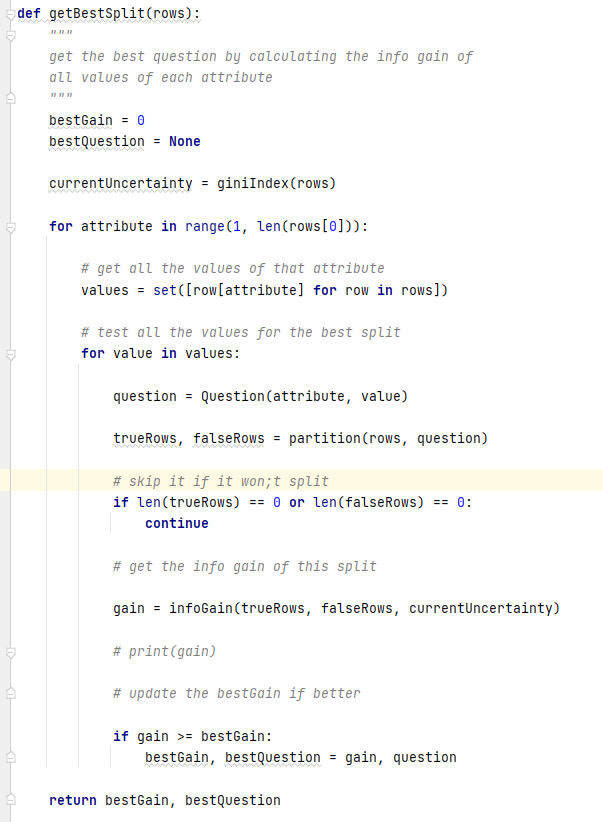 def getBestSplit(rows):
"""
get the best question by calculating the info gain of
all values of each attribute
"""
bestGain = 0
bestQuestion = None
currentUncertainty = giniIndex(rows)
for attribute in range(1, len(rows[0])):
# get all the values of that attribute
values = set([row[attribute] for row in rows])
# test all the values for the best split
for value in values:
question = Question(attribute, value)
trueRows, falseRows = partition(rows, question)
# skip it if it won;t split
if len(trueRows) == 0 or len(falseRows) == 0:
continue
# get the info gain of this split
gain = infoGain(trueRows, falseRows, currentUncertainty)
# print(gain)
# update the bestGain if better
if gain >= bestGain:
bestGain, bestQuestion = gain, question
return bestGain, bestQuestion